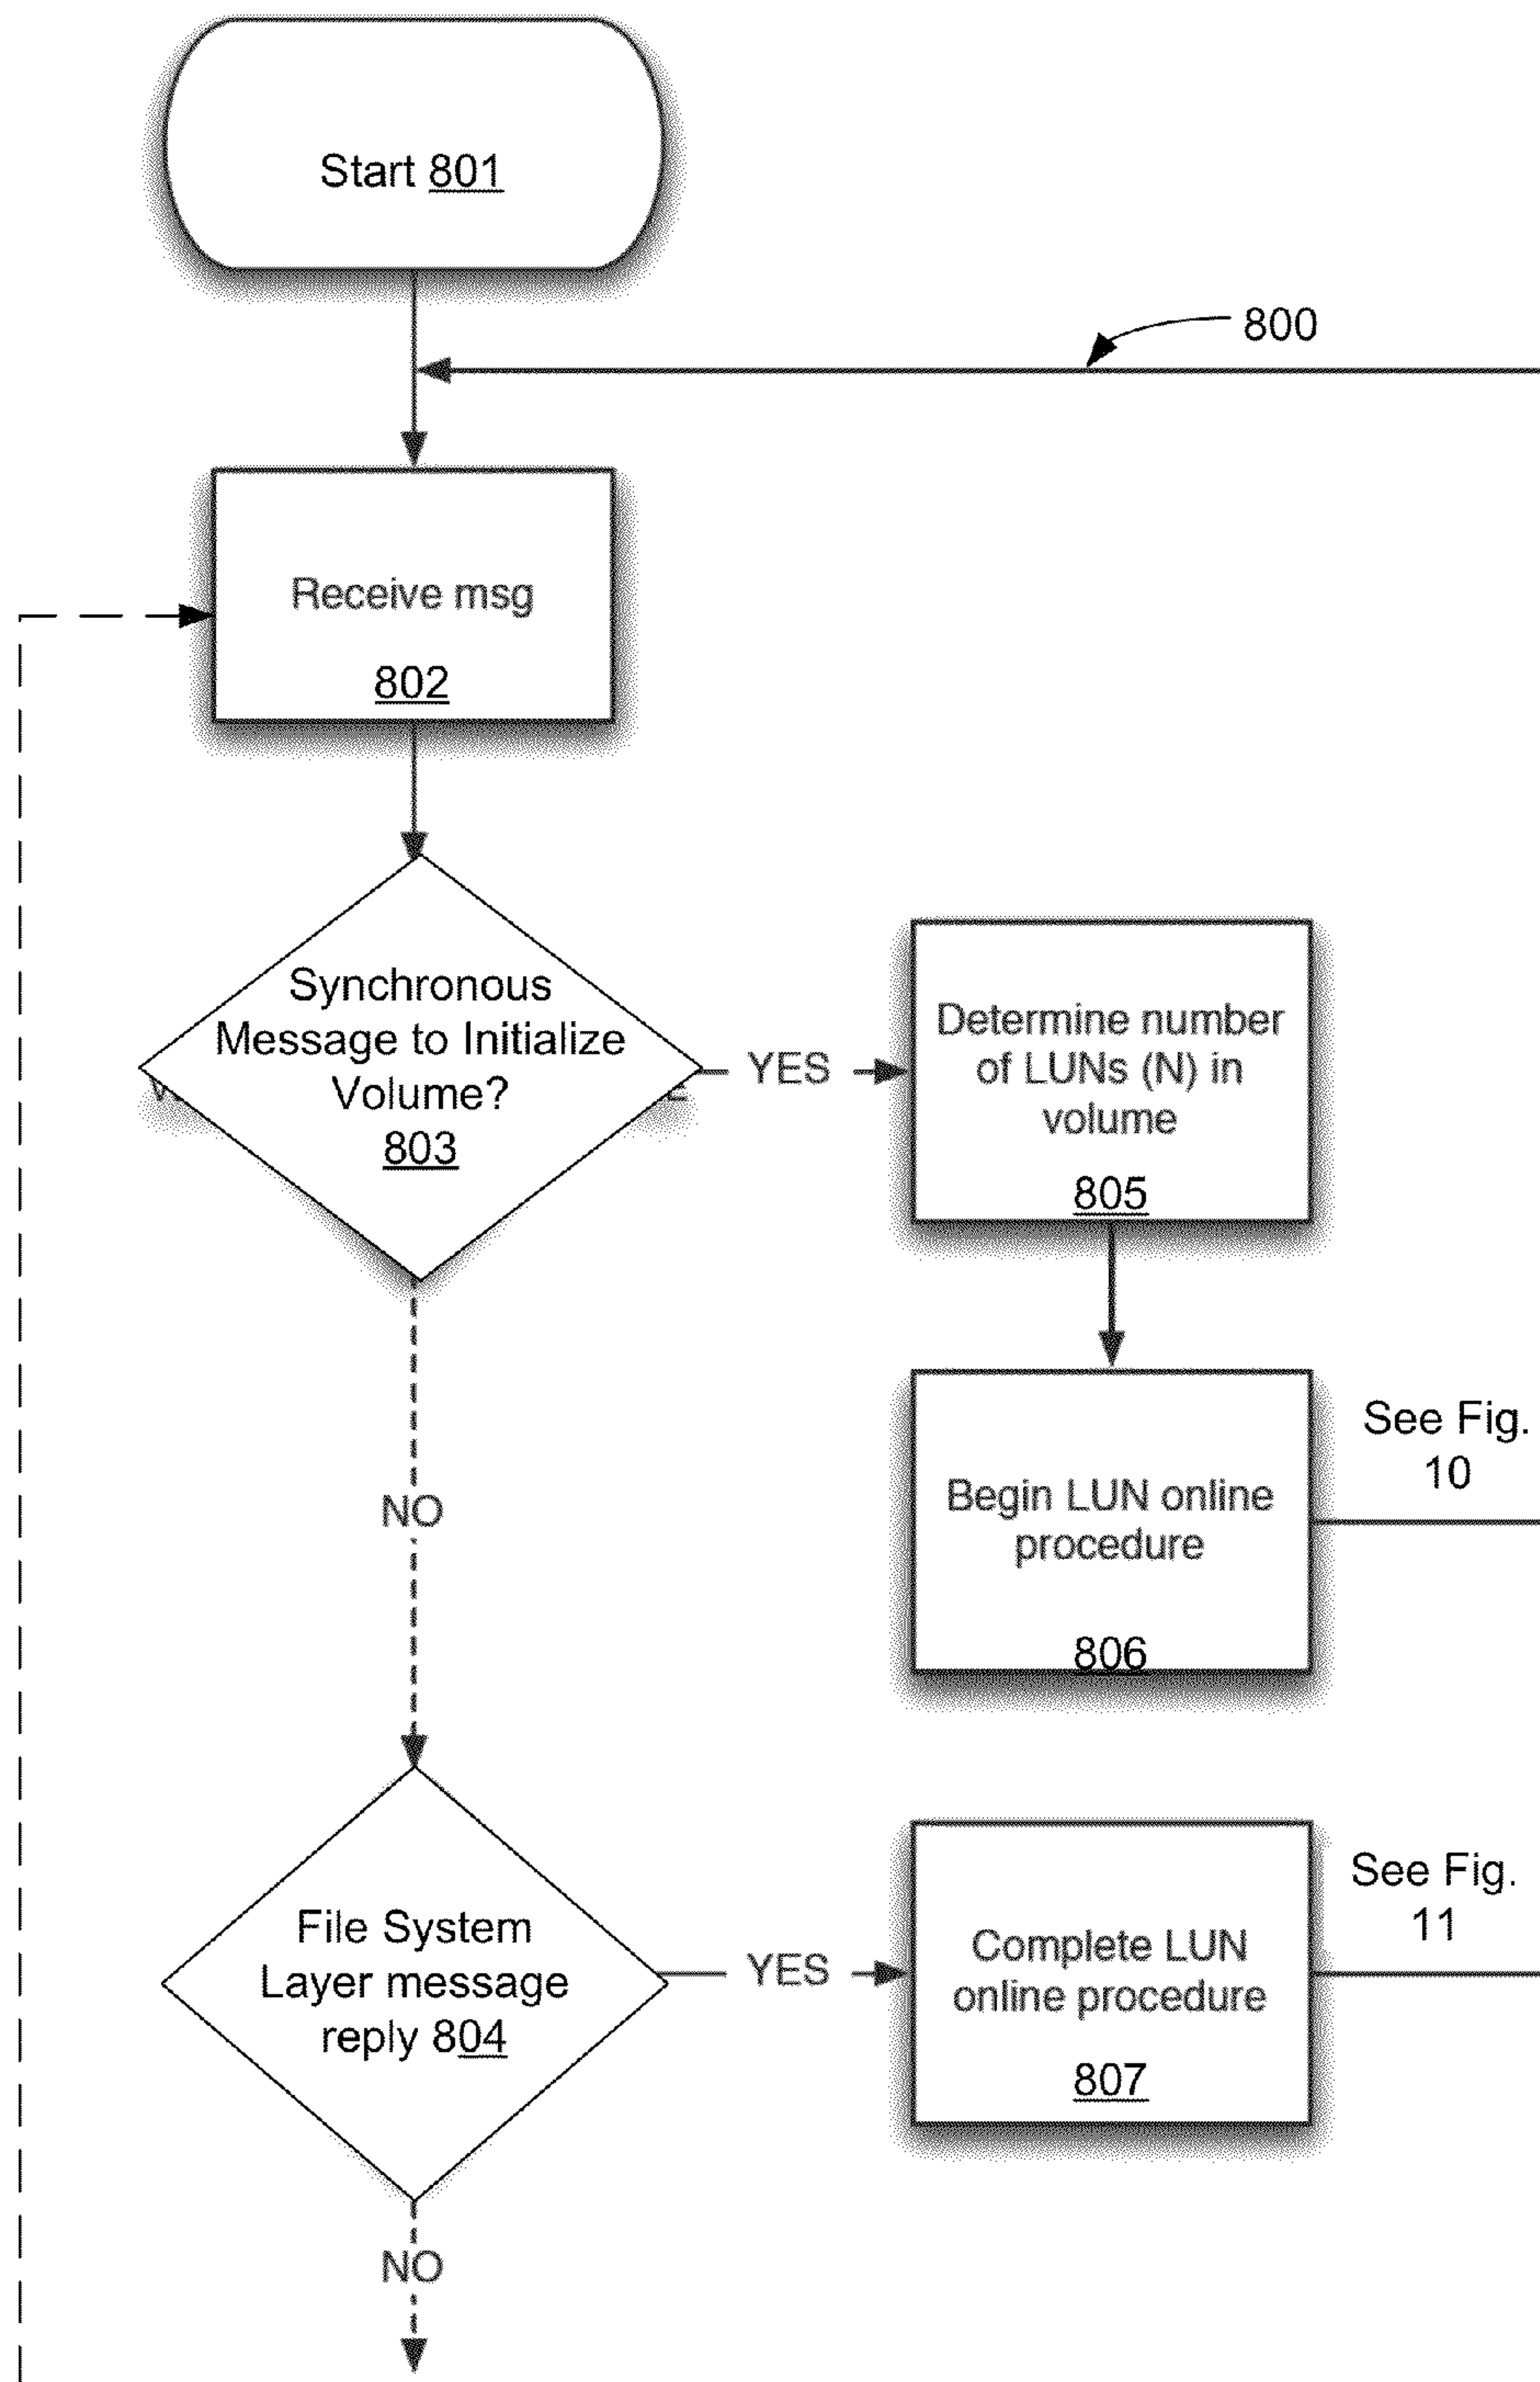 Start 801
800
Receive msg
802
Synchronous
Message to Initialize
Volume?
803
YES
Determine number
of LUNs (N) in
volume
805
NO
Begin LUN online
procedure
806
See Fig.
10
File System
Layer message
reply 804
YES
Complete LUN
online procedure
807
See Fig.
11
NO